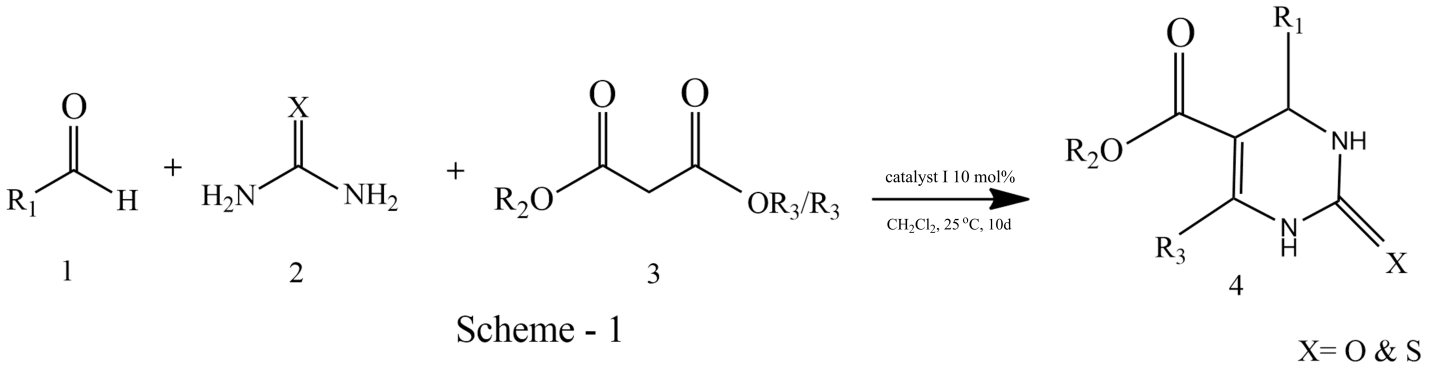 O
R₁
H
1
+
X
H₂N
NH₂
2
+
O
O
R₂O
OR₃/R₃
3
catalyst I 10 mol%
CH₂Cl₂, 25 °C, 10d
O
R₁
R₂O
NH
R₃
N
H
X
4
Scheme - 1
X= O & S